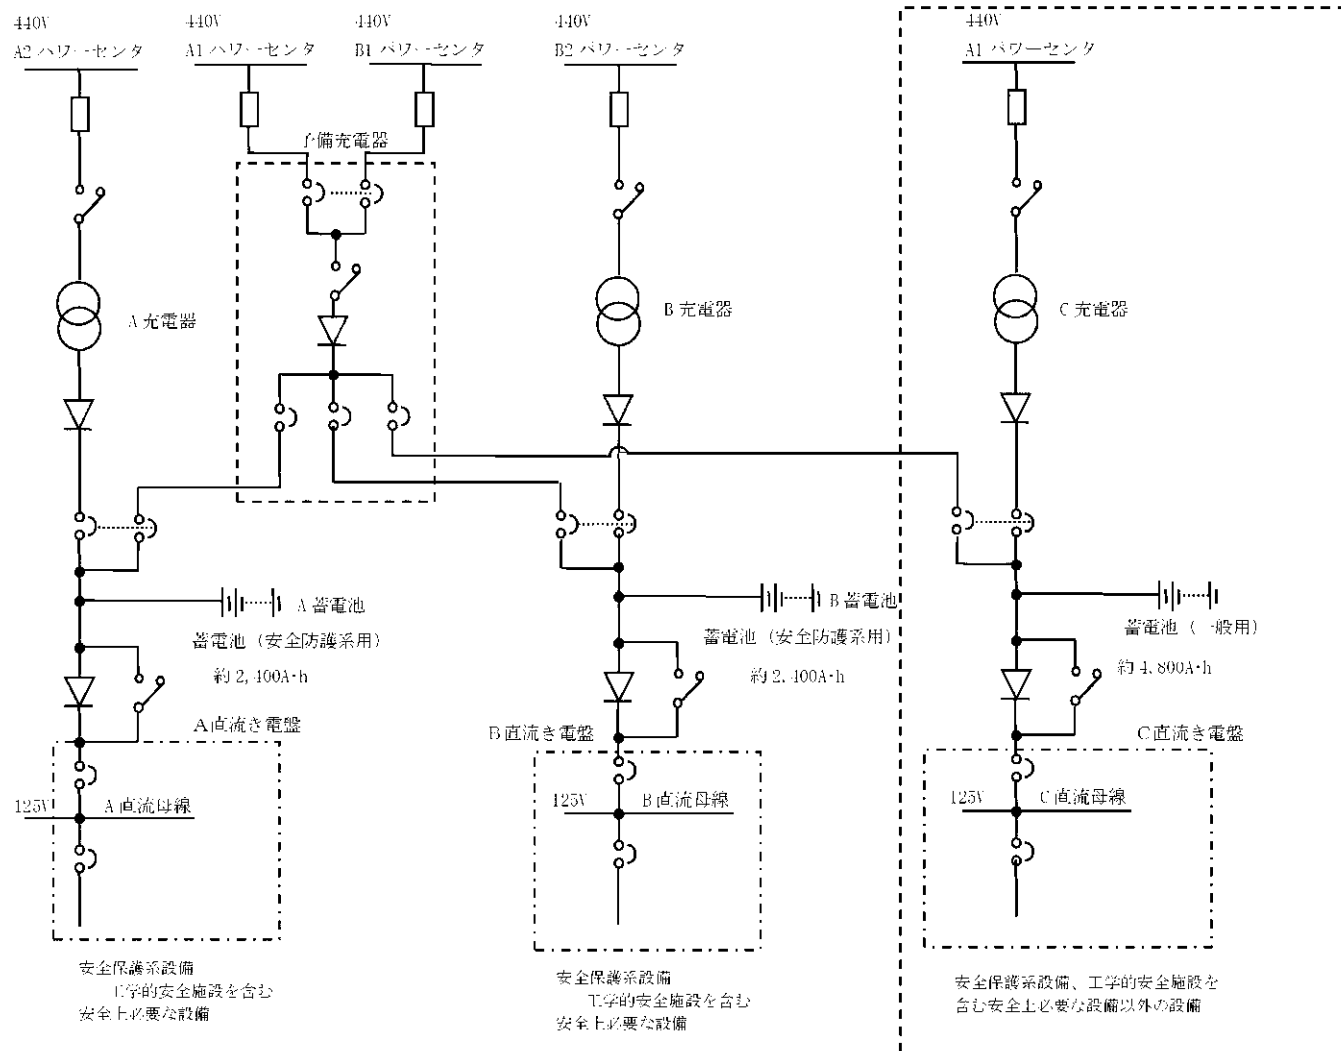 440V
A2 パワーセンタ
440V
A1 パワーセンタ
440V
B1 パワーセンタ
440V
B2 パワーセンタ
440V
A1 パワーセンタ
予備充電器
A 充電器
B 充電器
C 充電器
A 蓄電池
蓄電池（安全防護系用）
約 2,400A·h
B 蓄電池
蓄電池（安全防護系用）
約 2,400A·h
蓄電池（一般用）
約 4,800A·h
A 直流き電盤
B 直流き電盤
C 直流き電盤
125V
A 直流母線
125V
B 直流母線
125V
C 直流母線
安全保護系設備
工学的安全施設を含む
安全上必要な設備
安全保護系設備
工学的安全施設を含む
安全上必要な設備
安全保護系設備、工学的安全施設を
含む安全上必要な設備以外の設備